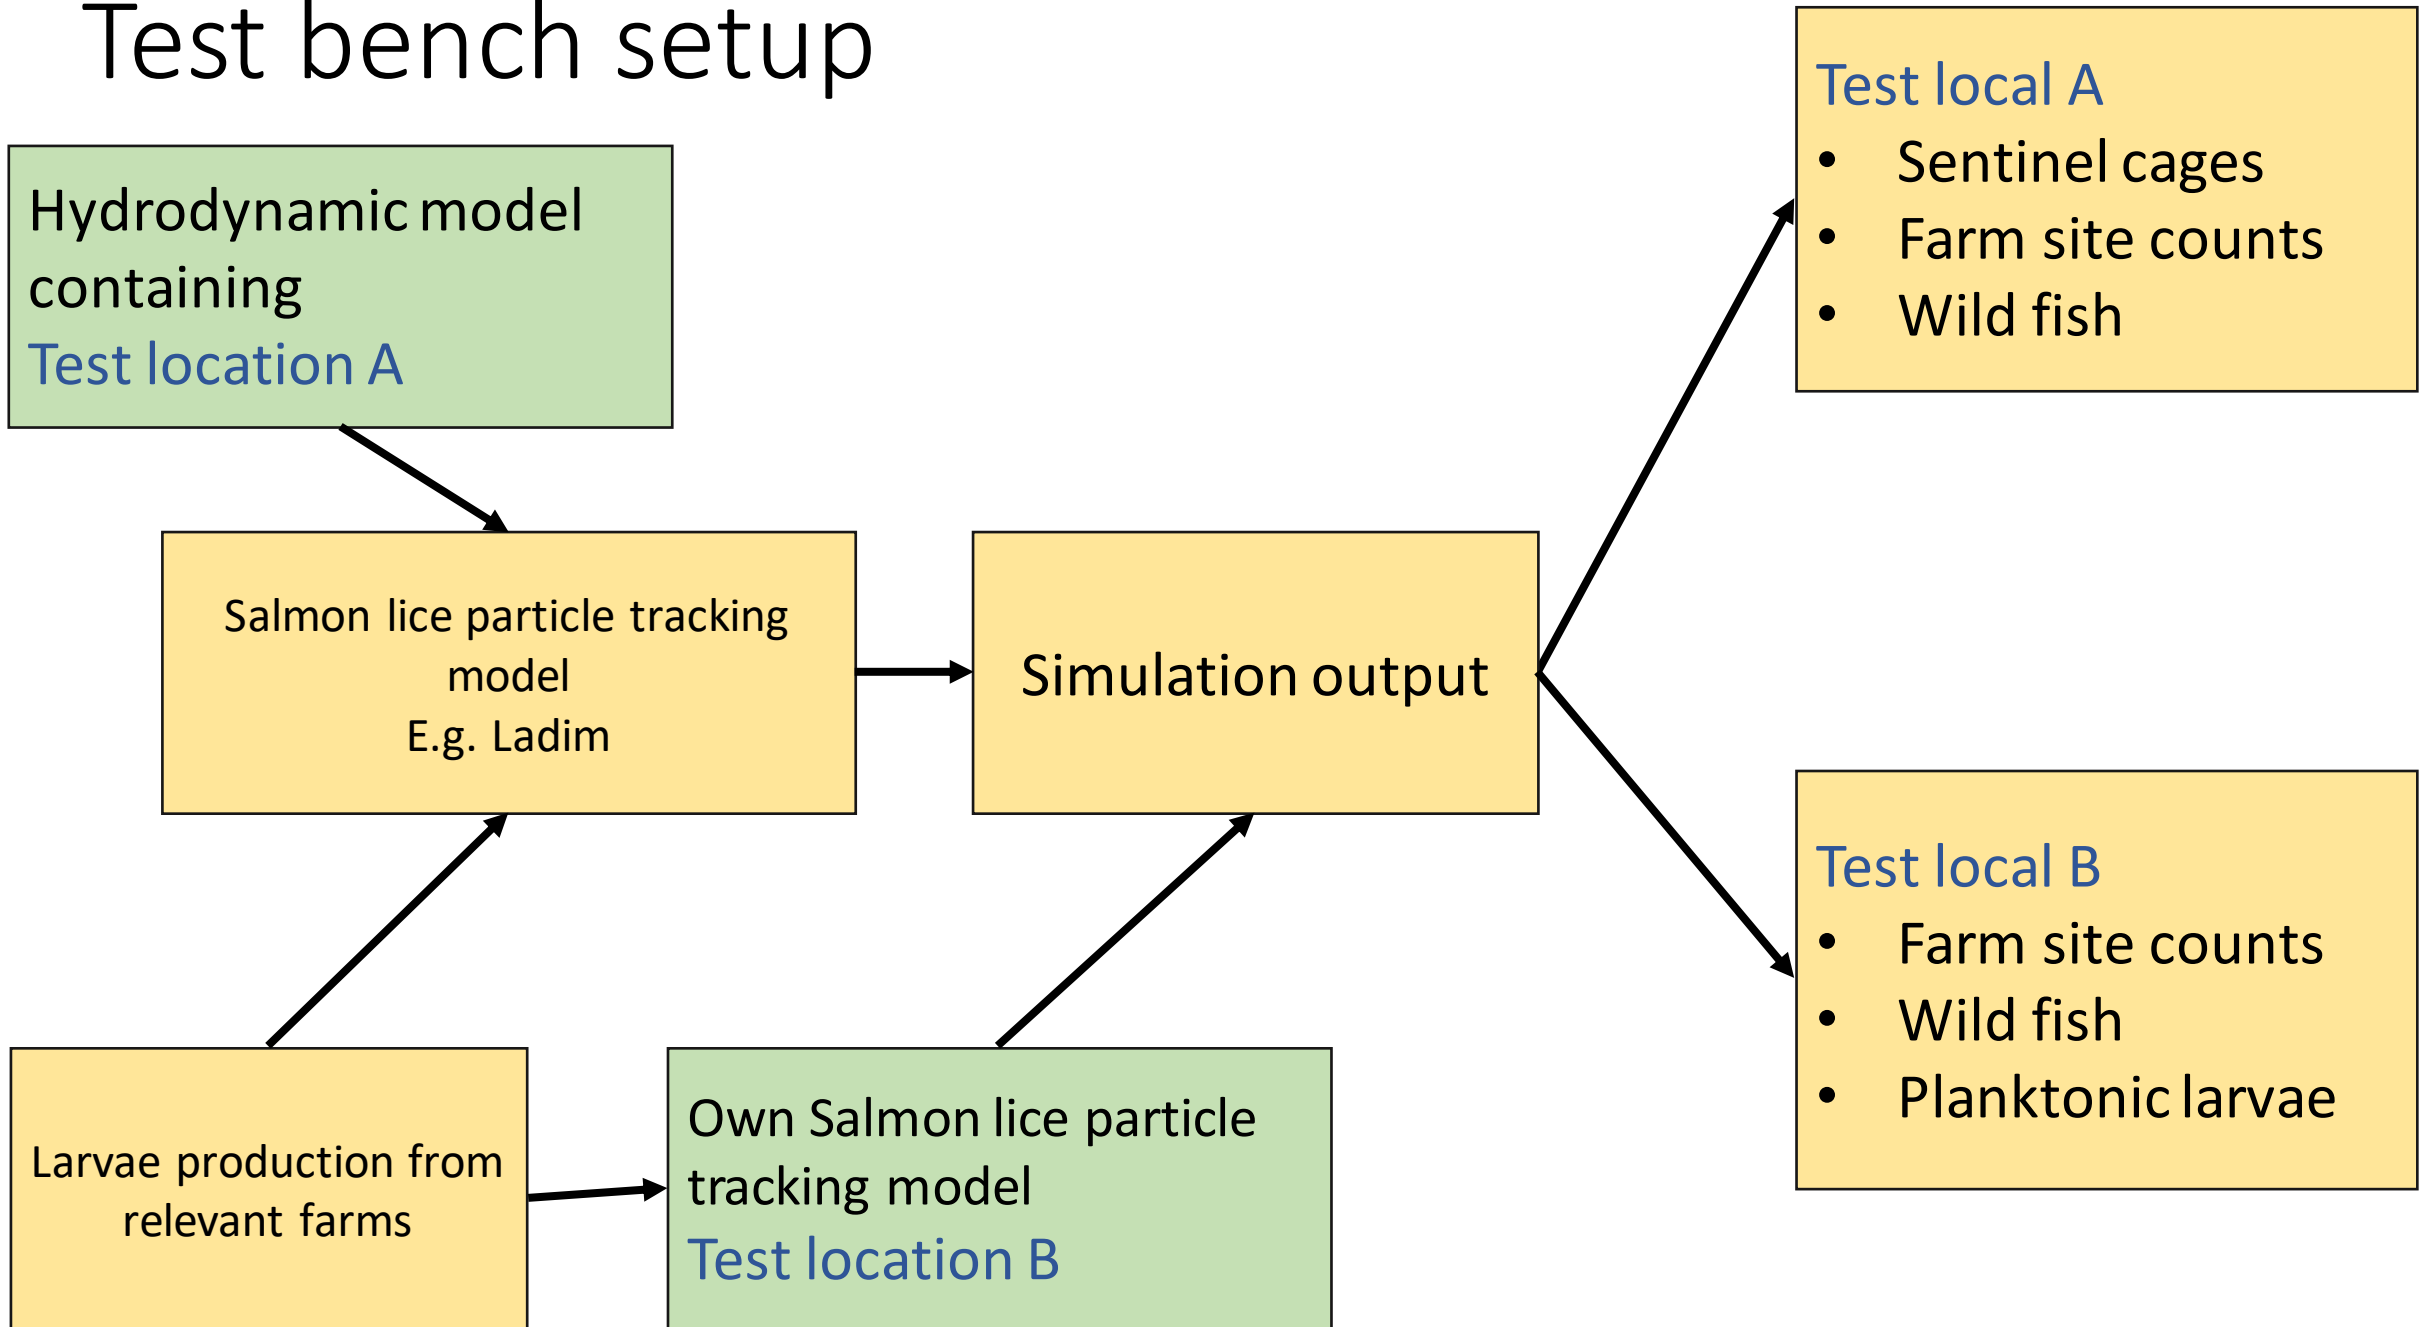 Test bench setup
Hydrodynamic model
containing
Test location A
Salmon lice particle tracking
model
E.g. Ladim
Larvae production from
relevant farms
Own Salmon lice particle
tracking model
Test location B
Simulation output
Test local A
• Sentinel cages
• Farm site counts
• Wild fish
Test local B
• Farm site counts
• Wild fish
• Planktonic larvae